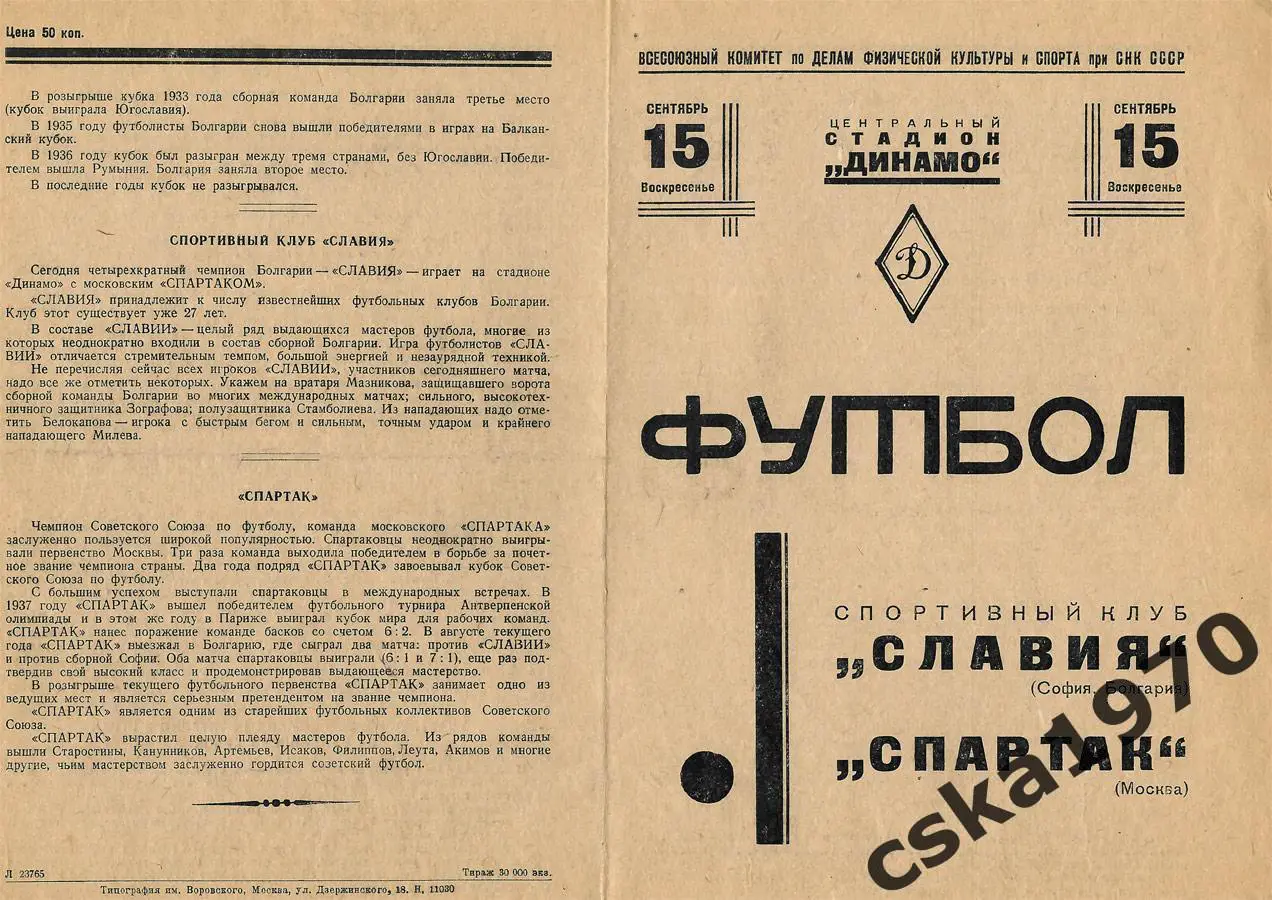 Цена 50 коп.
В розыгрыше кубка 1933 года сборная команда Болгарии заняла третье место
(кубок выиграла Югославия).
В 1935 году футболисты Болгарии снова вышли победителями в играх на Балкан-
ский кубок.
В 1936 году кубок был разыгран между тремя странами, без Югославии. Победи-
телем вышла Румыния. Болгария заняла второе место.
В последние годы кубок не разыгрывался.
СПОРТИВНЫЙ КЛУБ «СЛАВИЯ»
Сегодня четырехкратный чемпион Болгарии — «СЛАВИЯ» — играет на стадионе
«Динамо» с московским «СПАРТАКОМ».
«СЛАВИЯ» принадлежит к числу известнейших футбольных клубов Болгарии.
Клуб этот существует уже 27 лет.
В составе «СЛАВИИ» — целый ряд выдающихся мастеров футбола, многие из
которых неоднократно входили в состав сборной Болгарии. Игра футболистов «СЛА-
ВИИ» отличается стремительным темпом, большой энергией и незаурядной техникой.
Не перечисляя сейчас всех игроков «СЛАВИИ», участников сегодняшнего матча,
надо все же отметить некоторых. Укажем на вратаря Мазникова, защищавшего ворота
сборной команды Болгарии во многих международных матчах; сильного, высокотех-
ничного защитника Зографова; полузащитника Стамболиева. Из нападающих надо отме-
тить Белокапова — игрока с быстрым бегом и сильным, точным ударом и крайнего
нападающего Милева.
«СПАРТАК»
Чемпион Советского Союза по футболу, команда московского «СПАРТАКА»
заслуженно пользуется широкой популярностью. Спартаковцы неоднократно выигры-
вали первенство Москвы. Три раза команда выходила победителем в борьбе за почет-
ное звание чемпиона страны. Два года подряд «СПАРТАК» завоевывал кубок Совет-
ского Союза по футболу.
С большим успехом выступали спартаковцы в международных встречах. В
1937 году «СПАРТАК» вышел победителем футбольного турнира Антверпенской
олимпиады и в этом же году в Париже выиграл кубок мира для рабочих команд.
«СПАРТАК» нанес поражение команде басков со счетом 6:2. В августе текущего
года «СПАРТАК» выезжал в Болгарию, где сыграл два матча: против «СЛАВИИ»
и против сборной Софии. Оба матча спартаковцы выиграли (6:1 и 7:1), еще раз под-
твердив свой высокий класс и продемонстрировав выдающееся мастерство.
В розыгрыше текущего футбольного первенства «СПАРТАК» занимает одно из
ведущих мест и является серьезным претендентом на звание чемпиона.
«СПАРТАК» является одним из старейших футбольных коллективов Советского
Союза.
«СПАРТАК» вырастил целую плеяду мастеров футбола. Из рядов команды
вышли Старостины, Канунников, Артемьев, Исаков, Филиппов, Леута, Акимов и многие
другие, чьим мастерством заслуженно гордится созетский футбол.
Л 23765 Тираж 30 000 экз.
Типография им. Воровского, Москва, ул. Дзержинского, 18. Н. 11030
ВСЕСОЮЗНЫЙ КОМИТЕТ по ДЕЛАМ ФИЗИЧЕСКОЙ КУЛЬТУРЫ и СПОРТА при СНК СССР
СЕНТЯБРЬ
15
Воскресенье
ЦЕНТРАЛЬНЫЙ
СТАДИОН
„ДИНАМО“
СЕНТЯБРЬ
15
Воскресенье
Д
ФУТБОЛ
СПОРТИВНЫЙ КЛУБ
„СЛАВИЯ“
(София, Болгария)
„СПАРТАК“
(Москва)
cska1970